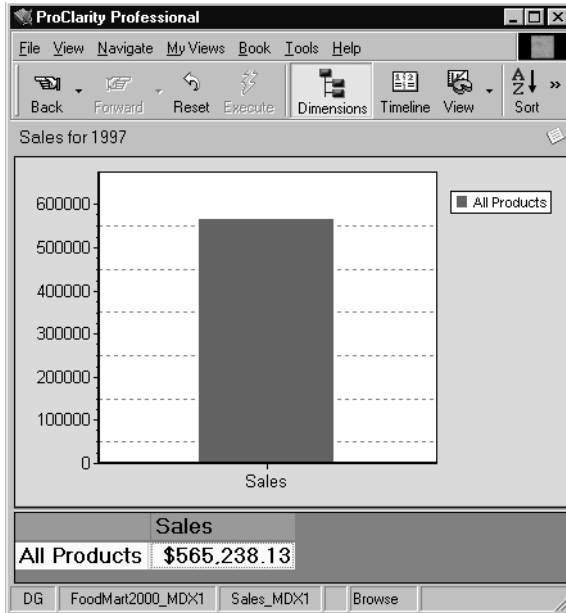 ProClarity Professional
File View Navigate My Views Book Tools Help
Back Forward Reset Execute Dimensions Timeline View Sort »
Sales for 1997
600000
500000
400000
300000
200000
100000
0
Sales
All Products
Sales
All Products $565,238.13
DG FoodMart2000_MDX1 Sales_MDX1 Browse